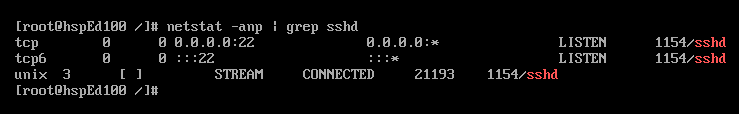 [root@hspEd100 /]# netstat -anp | grep sshd
tcp        0      0 0.0.0.0:22              0.0.0.0:*               LISTEN      1154/sshd
tcp6       0      0 :::22                   :::*                    LISTEN      1154/sshd
unix  3      [ ]         STREAM     CONNECTED     21193    1154/sshd
[root@hspEd100 /]#